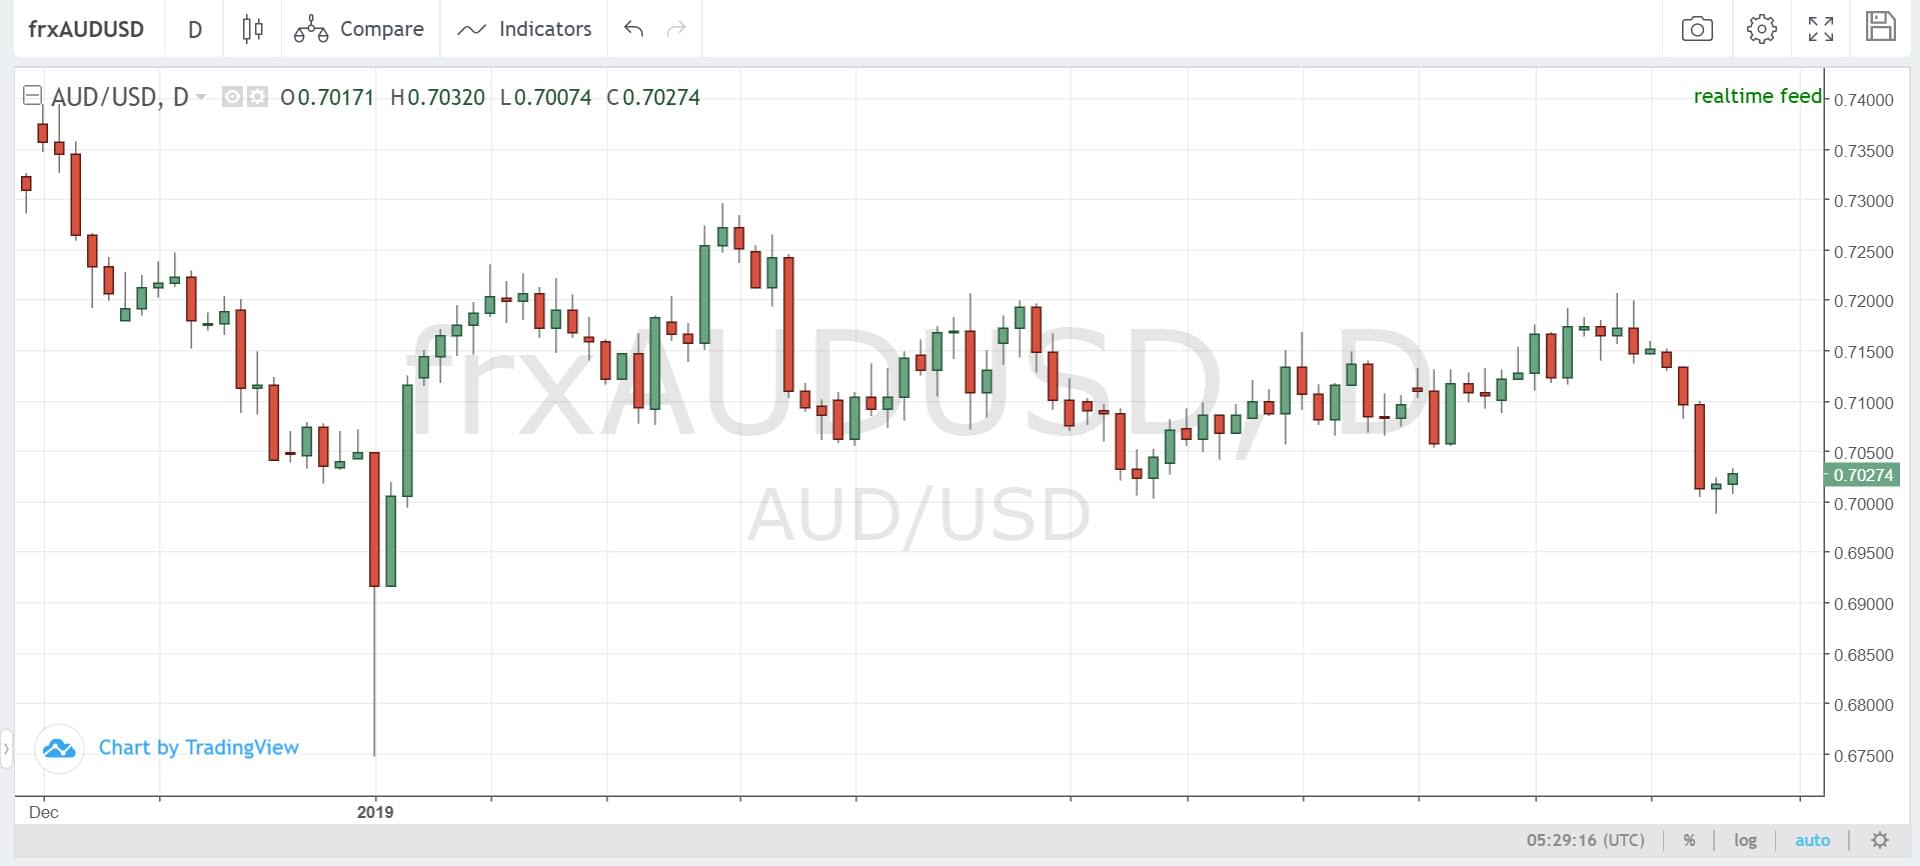 frxAUDUSD D Compare Indicators
AUD/USD, D O0.70171 H0.70320 L0.70074 C0.70274
realtime feed
0.74000
0.73500
0.73000
0.72500
0.72000
0.71500
0.71000
0.70500
0.70274
0.70000
0.69500
0.69000
0.68500
0.68000
0.67500
frxAUDUSD, D
AUD/USD
Chart by TradingView
Dec 2019
05:29:16 (UTC) % log auto